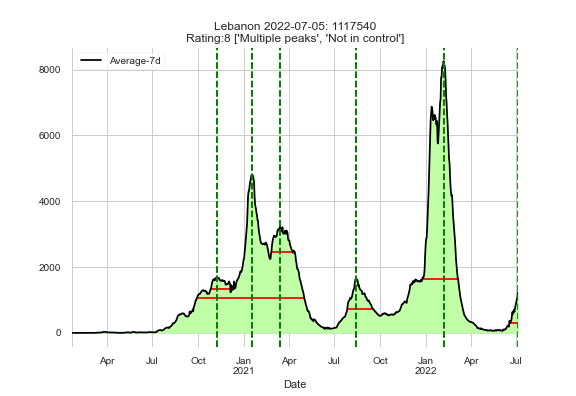 Lebanon 2022-07-05: 1117540
Rating:8 ['Multiple peaks', 'Not in control']
Average-7d
8000
6000
4000
2000
0
Apr Jul Oct Jan Apr Jul Oct Jan Apr Jul
2021 2022
Date